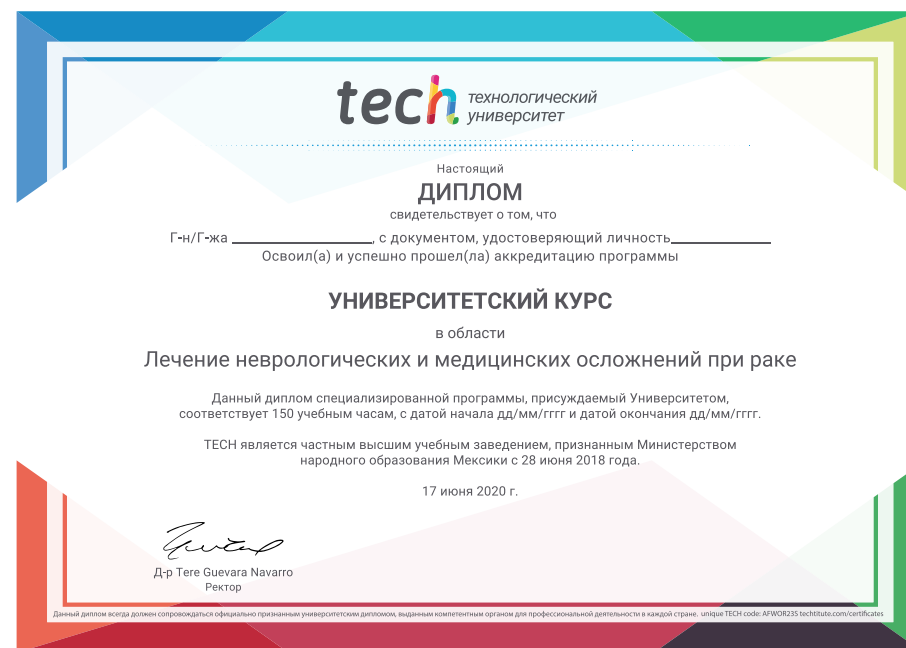 tech технологический
университет
Настоящий
ДИПЛОМ
свидетельствует о том, что
Г-н/Г-жа ____________, с документом, удостоверяющий личность____________
Освоил(а) и успешно прошел(ла) аккредитацию программы
УНИВЕРСИТЕТСКИЙ КУРС
в области
Лечение неврологических и медицинских осложнений при раке
Данный диплом специализированной программы, присуждаемый Университетом,
соответствует 150 учебным часам, с датой начала дд/мм/гггг и датой окончания дд/мм/гггг.
TECH является частным высшим учебным заведением, признанным Министерством
народного образования Мексики с 28 июня 2018 года.
17 июня 2020 г.
Д-р Tere Guevara Navarro
Ректор
Данный диплом всегда должен сопровождаться официально признанным университетским дипломом, выданным компетентным органом для профессиональной деятельности в каждой стране. unique TECH code: AFWOR23S techtitute.com/certificates